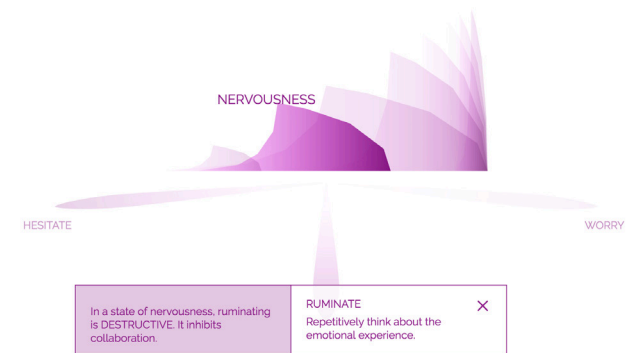 NERVOUSNESS
HESITATE
WORRY
In a state of nervousness, ruminating
is DESTRUCTIVE. It inhibits
collaboration.
RUMINATE
Repetitively think about the
emotional experience.